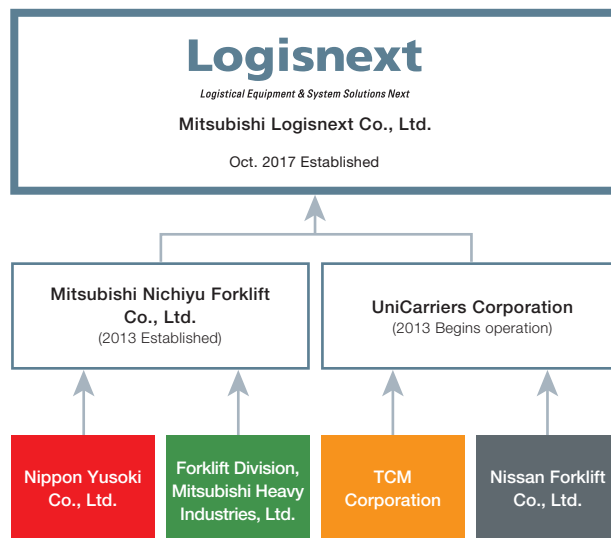 Logisnext
Logistical Equipment & System Solutions Next
Mitsubishi Logisnext Co., Ltd.
Oct. 2017 Established
Mitsubishi Nichiyu Forklift
Co., Ltd.
(2013 Established)
UniCarriers Corporation
(2013 Begins operation)
Nippon Yusoki
Co., Ltd.
Forklift Division,
Mitsubishi Heavy
Industries, Ltd.
TCM
Corporation
Nissan Forklift
Co., Ltd.